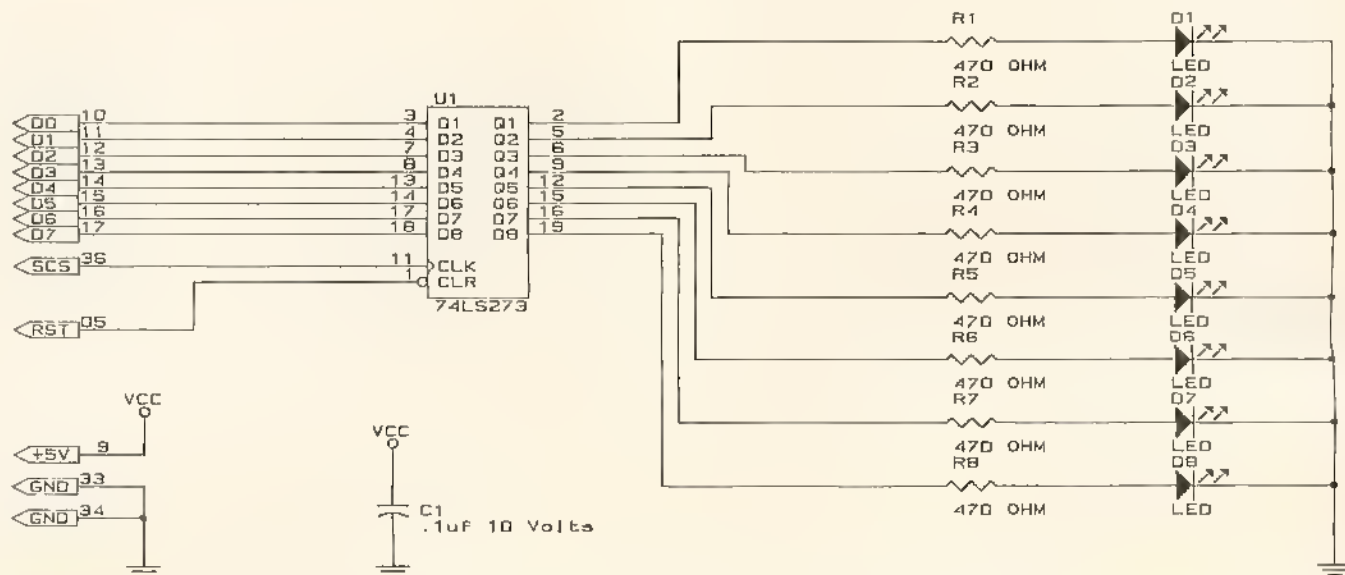 D0 10
D1 11
D2 12
D3 13
D4 14
D5 15
D6 16
D7 17
SCS 36
RST 05
VCC
+5V 9
GND 33
GND 34
U1
3 D1 Q1 2
4 D2 Q2 5
7 D3 Q3 6
8 D4 Q4 9
13 D5 Q5 12
14 D6 Q6 15
17 D7 Q7 16
18 D8 Q8 19
11 CLK
1 CLR
74LS273
VCC
C1
.1uf 10 Volts
R1 D1
470 OHM LED
R2 D2
470 OHM LED
R3 D3
470 OHM LED
R4 D4
470 OHM LED
R5 D5
470 OHM LED
R6 D6
470 OHM LED
R7 D7
470 OHM LED
R8 D8
470 OHM LED